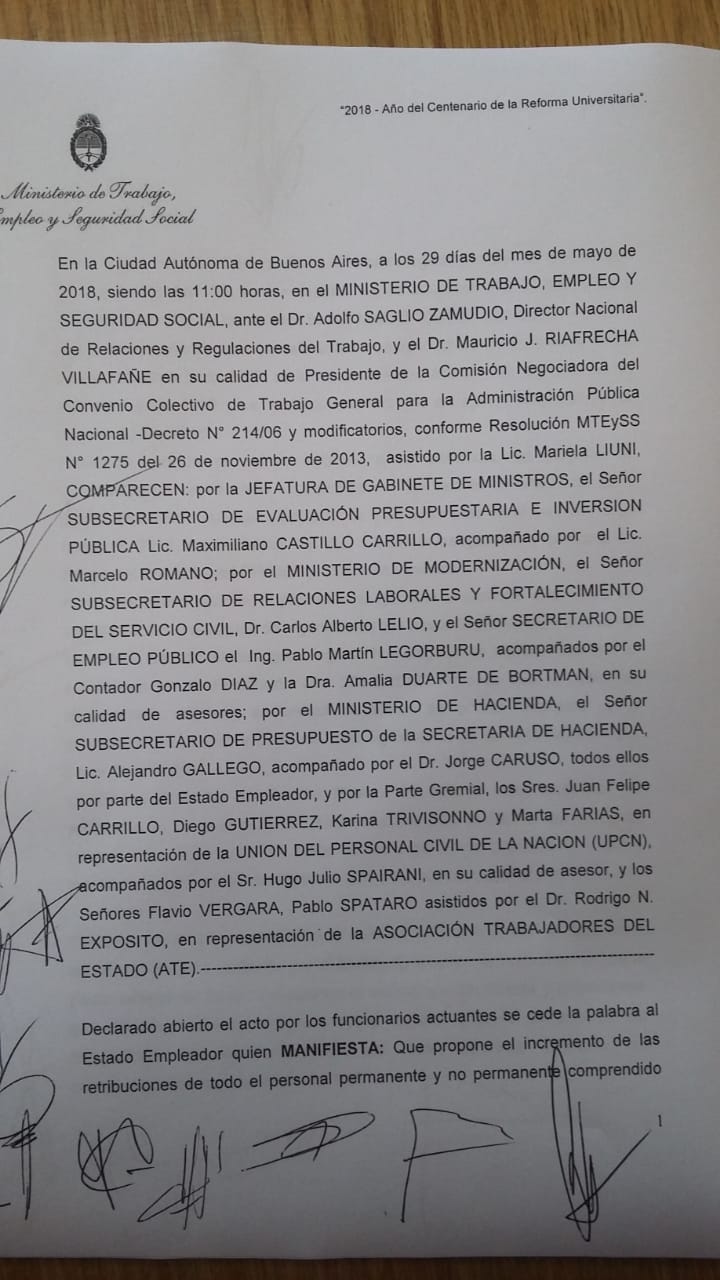 "2018 - Año del Centenario de la Reforma Universitaria".
Ministerio de Trabajo,
mpleo y Seguridad Social
En la Ciudad Autónoma de Buenos Aires, a los 29 días del mes de mayo de
2018, siendo las 11:00 horas, en el MINISTERIO DE TRABAJO, EMPLEO Y
SEGURIDAD SOCIAL, ante el Dr. Adolfo SAGLIO ZAMUDIO, Director Nacional
de Relaciones y Regulaciones del Trabajo, y el Dr. Mauricio J. RIAFRECHA
VILLAFAÑE en su calidad de Presidente de la Comisión Negociadora del
Convenio Colectivo de Trabajo General para la Administración Pública
Nacional -Decreto N° 214/06 y modificatorios, conforme Resolución MTEySS
N° 1275 del 26 de noviembre de 2013, asistido por la Lic. Mariela LIUNI,
COMPARECEN: por la JEFATURA DE GABINETE DE MINISTROS, el Señor
SUBSECRETARIO DE EVALUACIÓN PRESUPUESTARIA E INVERSION
PÚBLICA Lic. Maximiliano CASTILLO CARRILLO, acompañado por el Lic.
Marcelo ROMANO; por el MINISTERIO DE MODERNIZACIÓN, el Señor
SUBSECRETARIO DE RELACIONES LABORALES Y FORTALECIMIENTO
DEL SERVICIO CIVIL, Dr. Carlos Alberto LELIO, y el Señor SECRETARIO DE
EMPLEO PÚBLICO el Ing. Pablo Martín LEGORBURU, acompañados por el
Contador Gonzalo DIAZ y la Dra. Amalia DUARTE DE BORTMAN, en su
calidad de asesores; por el MINISTERIO DE HACIENDA, el Señor
SUBSECRETARIO DE PRESUPUESTO de la SECRETARIA DE HACIENDA,
Lic. Alejandro GALLEGO, acompañado por el Dr. Jorge CARUSO, todos ellos
por parte del Estado Empleador, y por la Parte Gremial, los Sres. Juan Felipe
CARRILLO, Diego GUTIERREZ, Karina TRIVISONNO y Marta FARIAS, en
representación de la UNION DEL PERSONAL CIVIL DE LA NACION (UPCN),
acompañados por el Sr. Hugo Julio SPAIRANI, en su calidad de asesor, y los
Señores Flavio VERGARA, Pablo SPATARO asistidos por el Dr. Rodrigo N.
EXPOSITO, en representación de la ASOCIACIÓN TRABAJADORES DEL
ESTADO (ATE).-----------------------------------------------------------------------------
Declarado abierto el acto por los funcionarios actuantes se cede la palabra al
Estado Empleador quien MANIFIESTA: Que propone el incremento de las
retribuciones de todo el personal permanente y no permanente comprendido
1